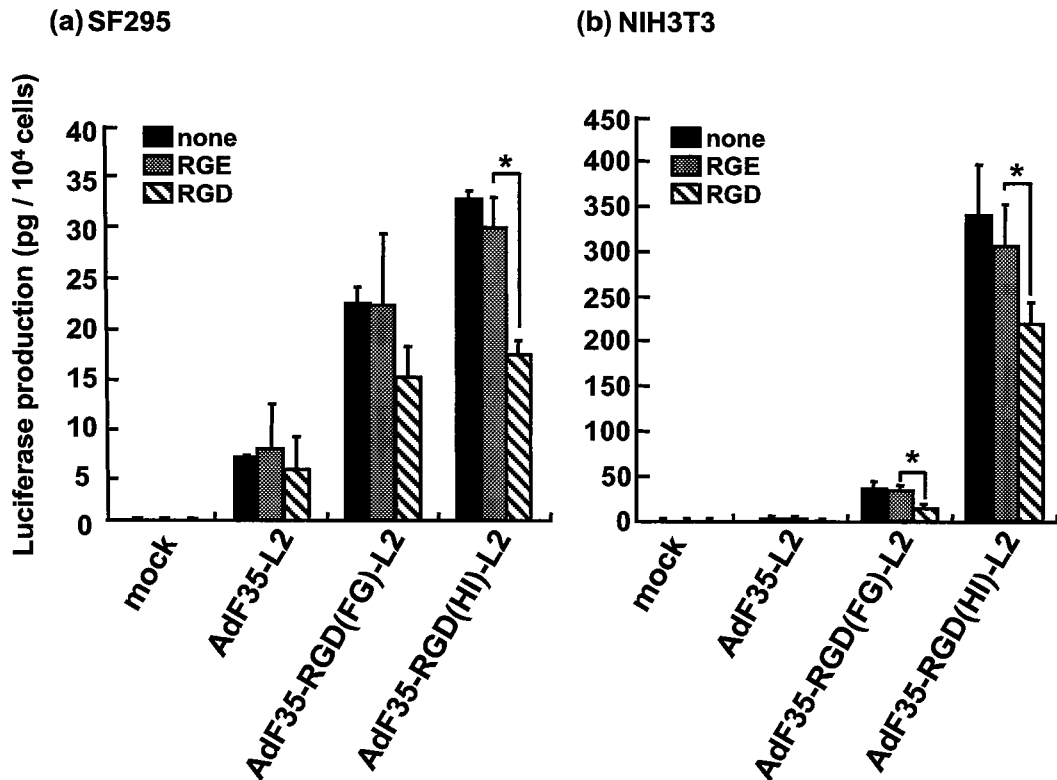 (a) SF295
(b) NIH3T3
Luciferase production (pg / 10⁴ cells)
40
35
30
25
20
15
10
5
0
none
RGE
RGD
*
mock
AdF35-L2
AdF35-RGD(FG)-L2
AdF35-RGD(HI)-L2
450
400
350
300
250
200
150
100
50
0
none
RGE
RGD
*
*
mock
AdF35-L2
AdF35-RGD(FG)-L2
AdF35-RGD(HI)-L2